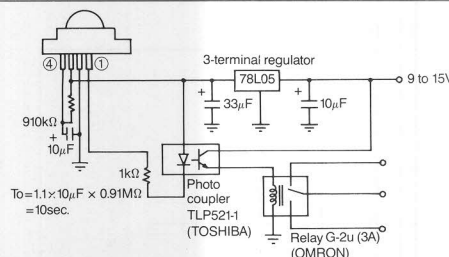 3-terminal regulator
④ ①
78L05
9 to 15V
+
33μF
+
10μF
910kΩ
+
10μF
1kΩ
To=1.1×10μF × 0.91MΩ
=10sec.
Photo
coupler
TLP521-1
(TOSHIBA)
Relay G-2u (3A)
(OMRON)